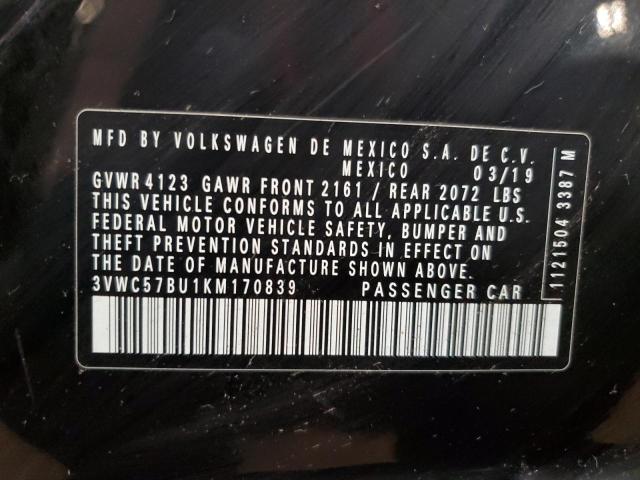 MFD BY VOLKSWAGEN DE MEXICO S.A. DE C.V.
MEXICO 03/19
GVWR 4123 GAWR FRONT 2161 / REAR 2072 LBS
THIS VEHICLE CONFORMS TO ALL APPLICABLE U.S.
FEDERAL MOTOR VEHICLE SAFETY, BUMPER AND
THEFT PREVENTION STANDARDS IN EFFECT ON
THE DATE OF MANUFACTURE SHOWN ABOVE.
3VWC57BU1KM170839 PASSENGER CAR
1121504 3387 M